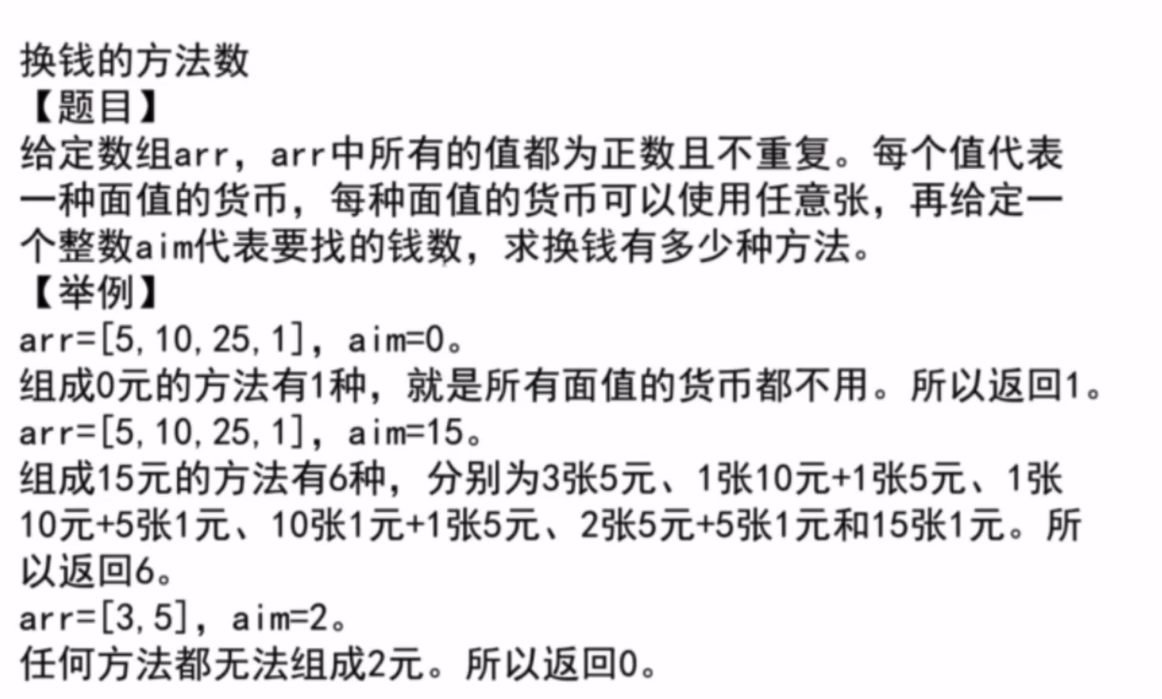 换钱的方法数
【题目】
给定数组arr，arr中所有的值都为正数且不重复。每个值代表
一种面值的货币，每种面值的货币可以使用任意张，再给定一
个整数aim代表要找的钱数，求换钱有多少种方法。
【举例】
arr=[5,10,25,1]，aim=0。
组成0元的方法有1种，就是所有面值的货币都不用。所以返回1。
arr=[5,10,25,1]，aim=15。
组成15元的方法有6种，分别为3张5元、1张10元+1张5元、1张
10元+5张1元、10张1元+1张5元、2张5元+5张1元和15张1元。所
以返回6。
arr=[3,5]，aim=2。
任何方法都无法组成2元。所以返回0。